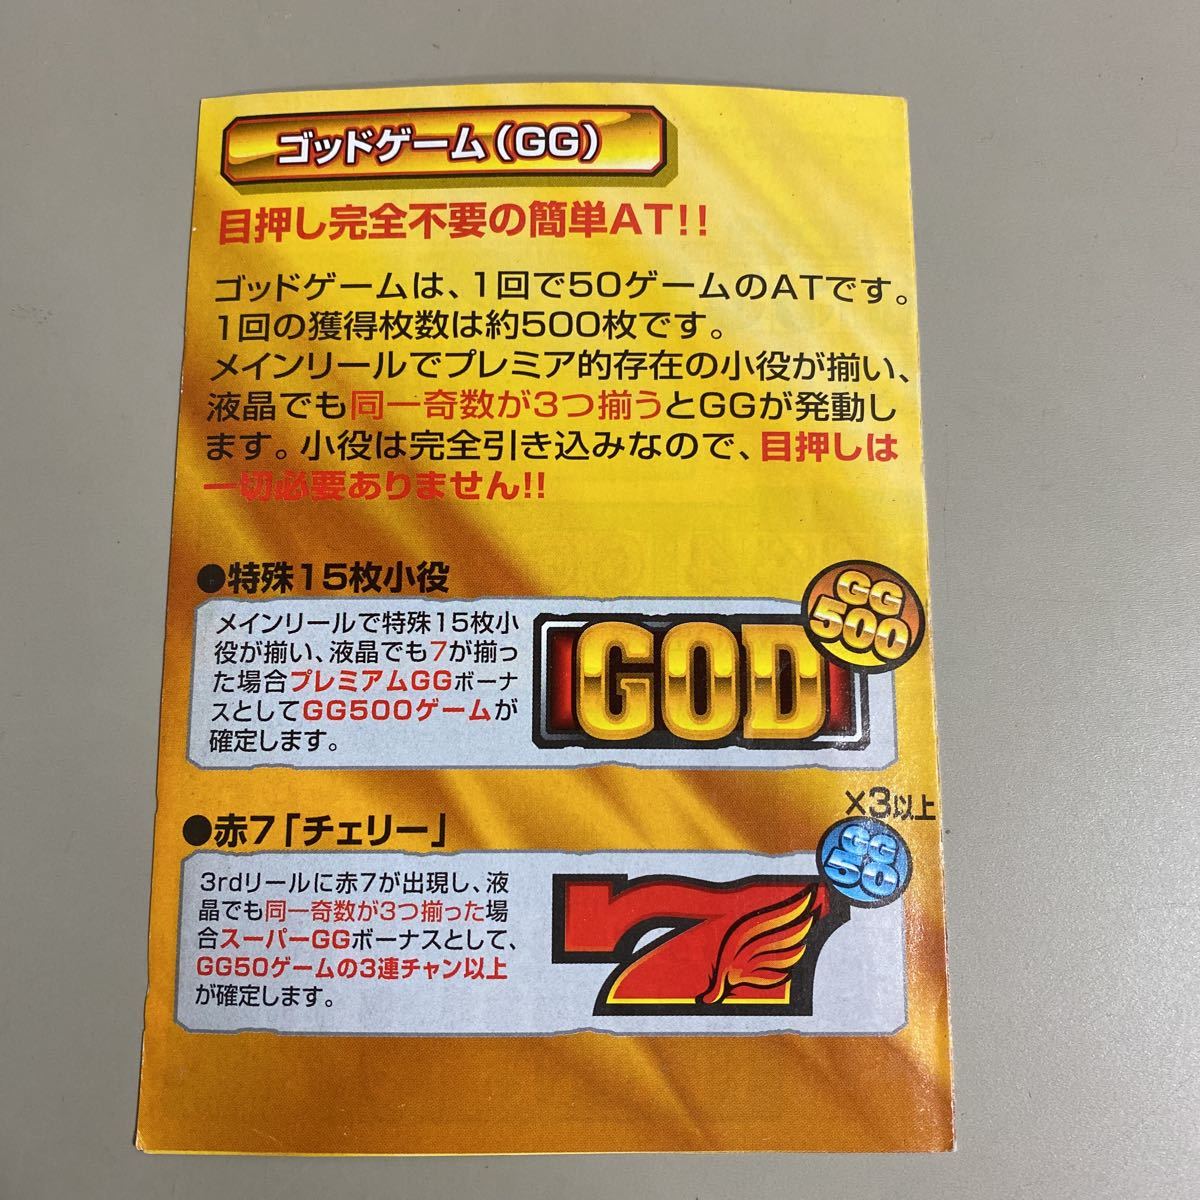 ゴッドゲーム(GG)
目押し完全不要の簡単AT!!
ゴッドゲームは、1回で50ゲームのATです。
1回の獲得枚数は約500枚です。
メインリールでプレミア的存在の小役が揃い、
液晶でも同一奇数が3つ揃うとGGが発動し
ます。小役は完全引き込みなので、目押しは
一切必要ありません!!
●特殊15枚小役
メインリールで特殊15枚小
役が揃い、液晶でも7が揃っ
た場合プレミアムGGボーナ
スとしてGG500ゲームが
確定します。
GOD
GG
500
●赤7「チェリー」
×3以上
GG
50
3rdリールに赤7が出現し、液
晶でも同一奇数が3つ揃った場
合スーパーGGボーナスとして、
GG50ゲームの3連チャン以上
が確定します。
7